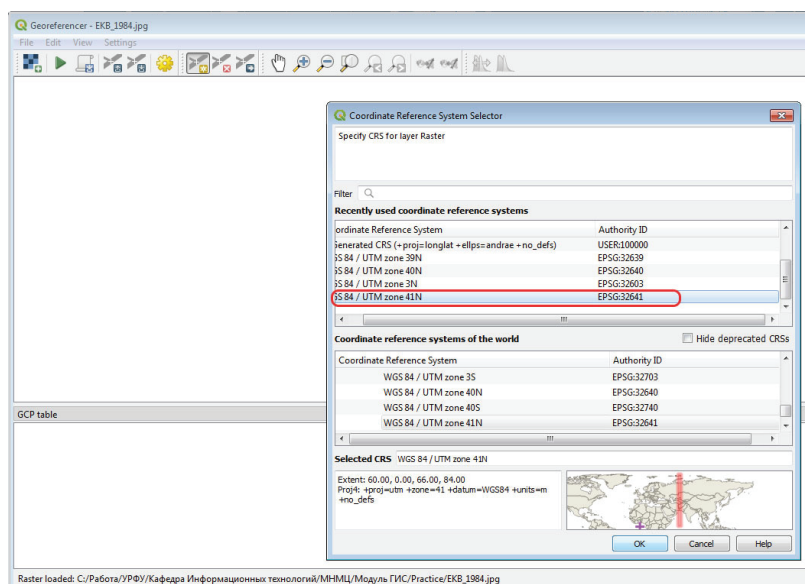 Georeferencer - EKB_1984.jpg
File Edit View Settings
Coordinate Reference System Selector
Specify CRS for layer Raster
Filter
Recently used coordinate reference systems
ordinate Reference System Authority ID
Generated CRS (+proj=longlat +ellps=andrae +no_defs) USER:100000
GS 84 / UTM zone 39N EPSG:32639
GS 84 / UTM zone 40N EPSG:32640
GS 84 / UTM zone 3N EPSG:32603
GS 84 / UTM zone 41N EPSG:32641
Coordinate reference systems of the world Hide deprecated CRSs
Coordinate Reference System Authority ID
WGS 84 / UTM zone 3S EPSG:32703
WGS 84 / UTM zone 40N EPSG:32640
WGS 84 / UTM zone 40S EPSG:32740
WGS 84 / UTM zone 41N EPSG:32641
GCP table
Selected CRS WGS 84 / UTM zone 41N
Extent: 60.00, 0.00, 66.00, 84.00
Proj4: +proj=utm +zone=41 +datum=WGS84 +units=m
+no_defs
OK Cancel Help
Raster loaded: C:/Работа/УРФУ/Кафедра Информационных технологий/МНМЦ/Модуль ГИС/Practice/EKB_1984.jpg